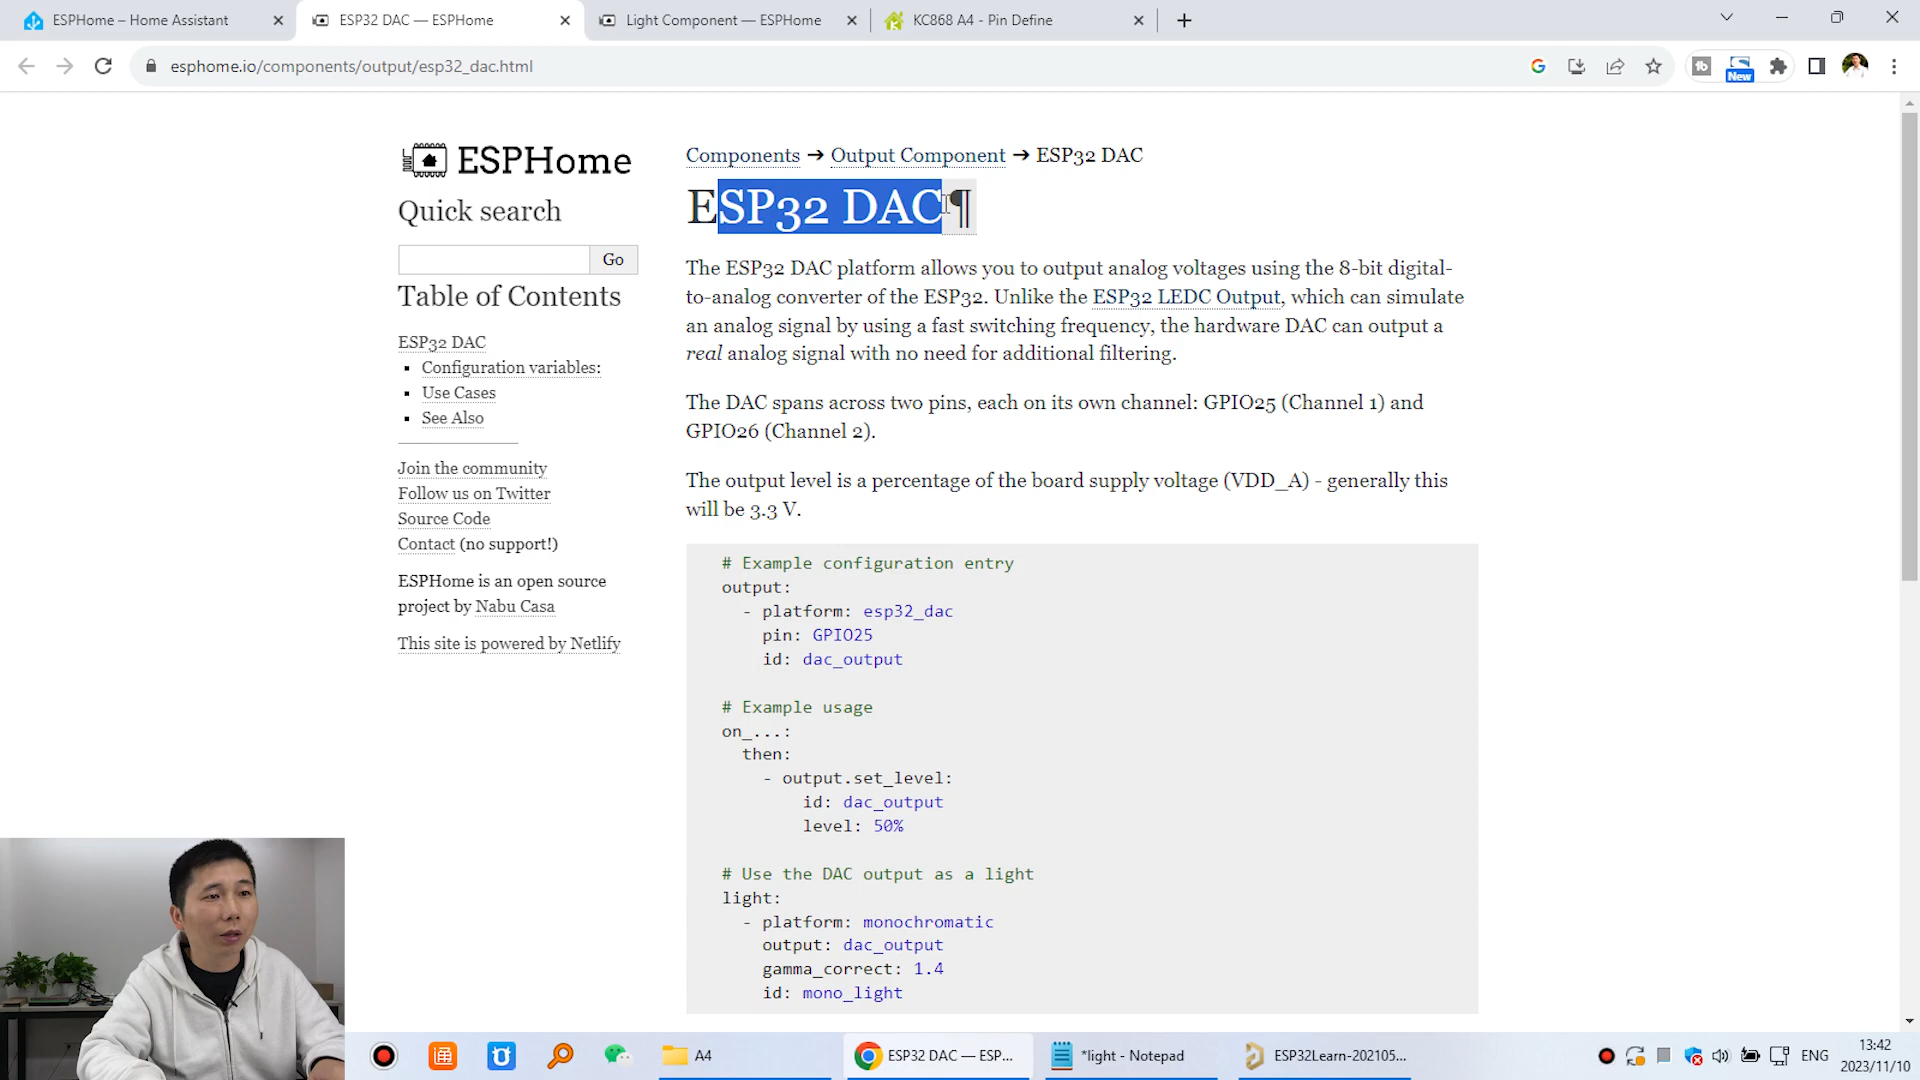 ESPHome – Home Assistant
ESP32 DAC — ESPHome
Light Component — ESPHome
KC868 A4 - Pin Define
esphome.io/components/output/esp32_dac.html
New
ESPHome
Quick search
Go
Table of Contents
ESP32 DAC
Configuration variables:
Use Cases
See Also
Join the community
Follow us on Twitter
Source Code
Contact (no support!)
ESPHome is an open source
project by Nabu Casa
This site is powered by Netlify
Components → Output Component → ESP32 DAC
ESP32 DAC¶
The ESP32 DAC platform allows you to output analog voltages using the 8-bit digital-
to-analog converter of the ESP32. Unlike the ESP32 LEDC Output, which can simulate
an analog signal by using a fast switching frequency, the hardware DAC can output a
real analog signal with no need for additional filtering.
The DAC spans across two pins, each on its own channel: GPIO25 (Channel 1) and
GPIO26 (Channel 2).
The output level is a percentage of the board supply voltage (VDD_A) - generally this
will be 3.3 V.
# Example configuration entry
output:
- platform: esp32_dac
pin: GPIO25
id: dac_output
# Example usage
on_...:
then:
- output.set_level:
id: dac_output
level: 50%
# Use the DAC output as a light
light:
- platform: monochromatic
output: dac_output
gamma_correct: 1.4
id: mono_light
A4
ESP32 DAC — ESP...
*light - Notepad
ESP32Learn-202105...
ENG
13:42
2023/11/10